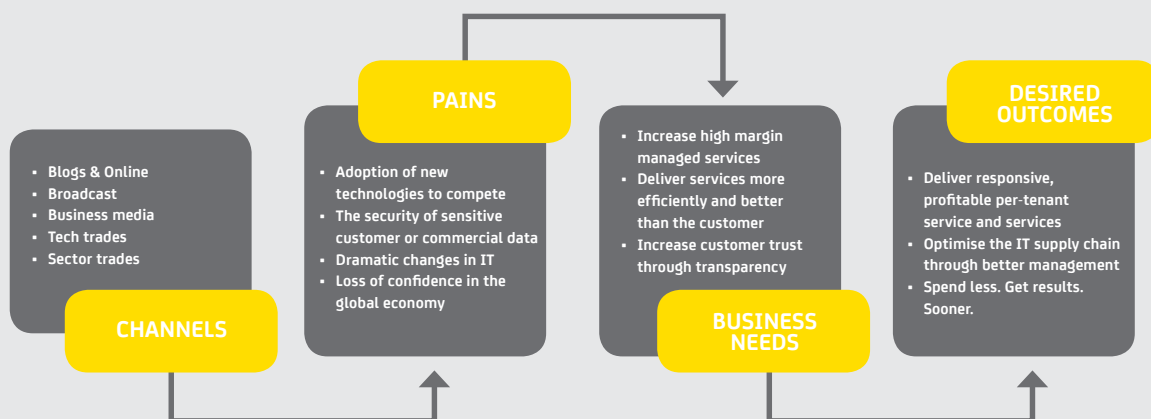 CHANNELS
▪ Blogs & Online
▪ Broadcast
▪ Business media
▪ Tech trades
▪ Sector trades
PAINS
▪ Adoption of new
technologies to compete
▪ The security of sensitive
customer or commercial data
▪ Dramatic changes in IT
▪ Loss of confidence in the
global economy
BUSINESS
NEEDS
▪ Increase high margin
managed services
▪ Deliver services more
efficiently and better
than the customer
▪ Increase customer trust
through transparency
DESIRED
OUTCOMES
▪ Deliver responsive,
profitable per-tenant
service and services
▪ Optimise the IT supply chain
through better management
▪ Spend less. Get results.
Sooner.